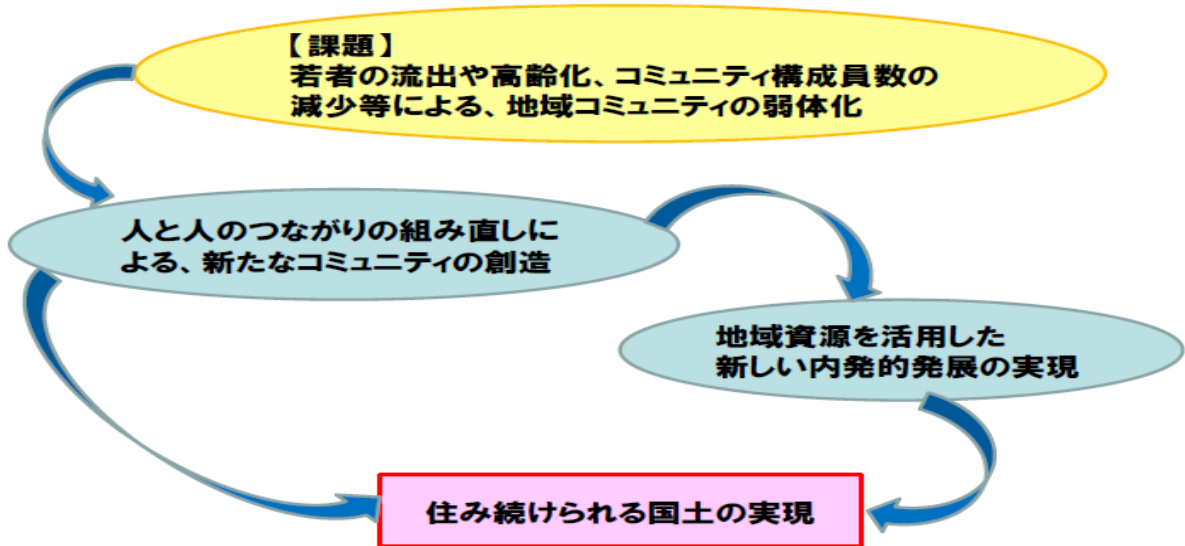 【課題】
若者の流出や高齢化、コミュニティ構成員数の
減少等による、地域コミュニティの弱体化
人と人のつながりの組み直しに
よる、新たなコミュニティの創造
地域資源を活用した
新しい内発的発展の実現
住み続けられる国土の実現